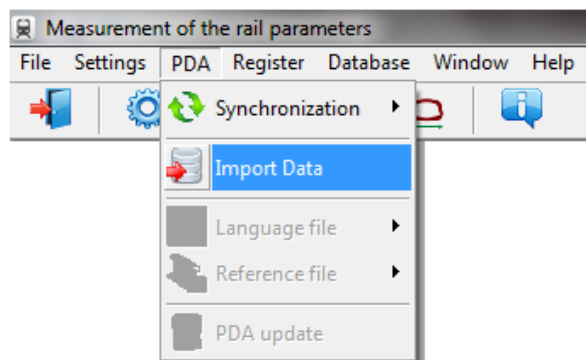 Measurement of the rail parameters
File Settings PDA Register Database Window Help
Synchronization
Import Data
Language file
Reference file
PDA update